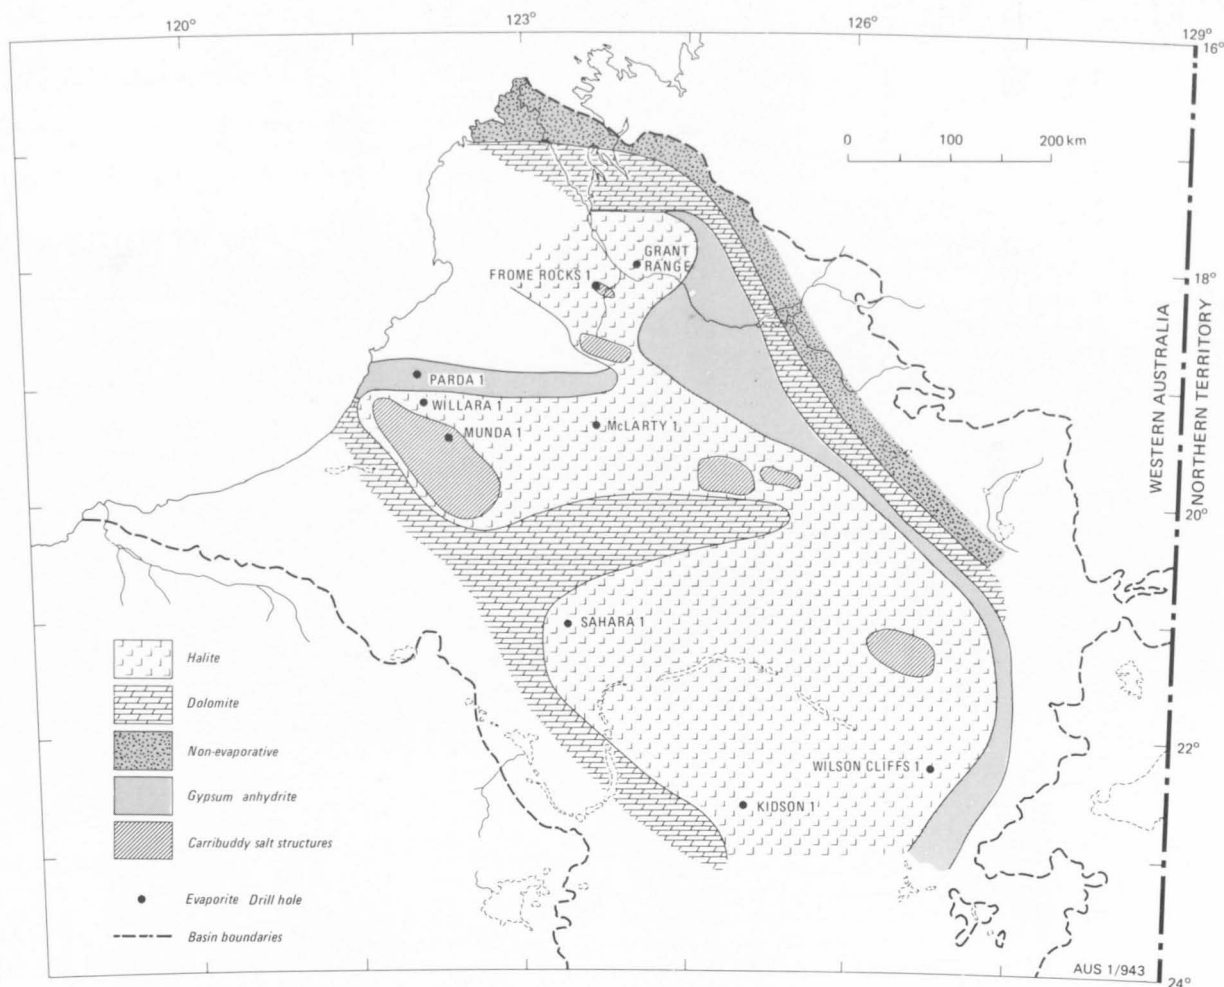 120°
123°
126°
129°
16°
0 100 200 km
GRANT
RANGE
FROME ROCKS 1
18°
WESTERN AUSTRALIA
NORTHERN TERRITORY
PARDA 1
WILLARA 1
McLARTY 1
MUNDA 1
20°
SAHARA 1
Halite
Dolomite
Non-evaporative
22°
WILSON CLIFFS 1
Gypsum anhydrite
KIDSON 1
Carribuddy salt structures
Evaporite Drill hole
Basin boundaries
AUS 1/943
24°